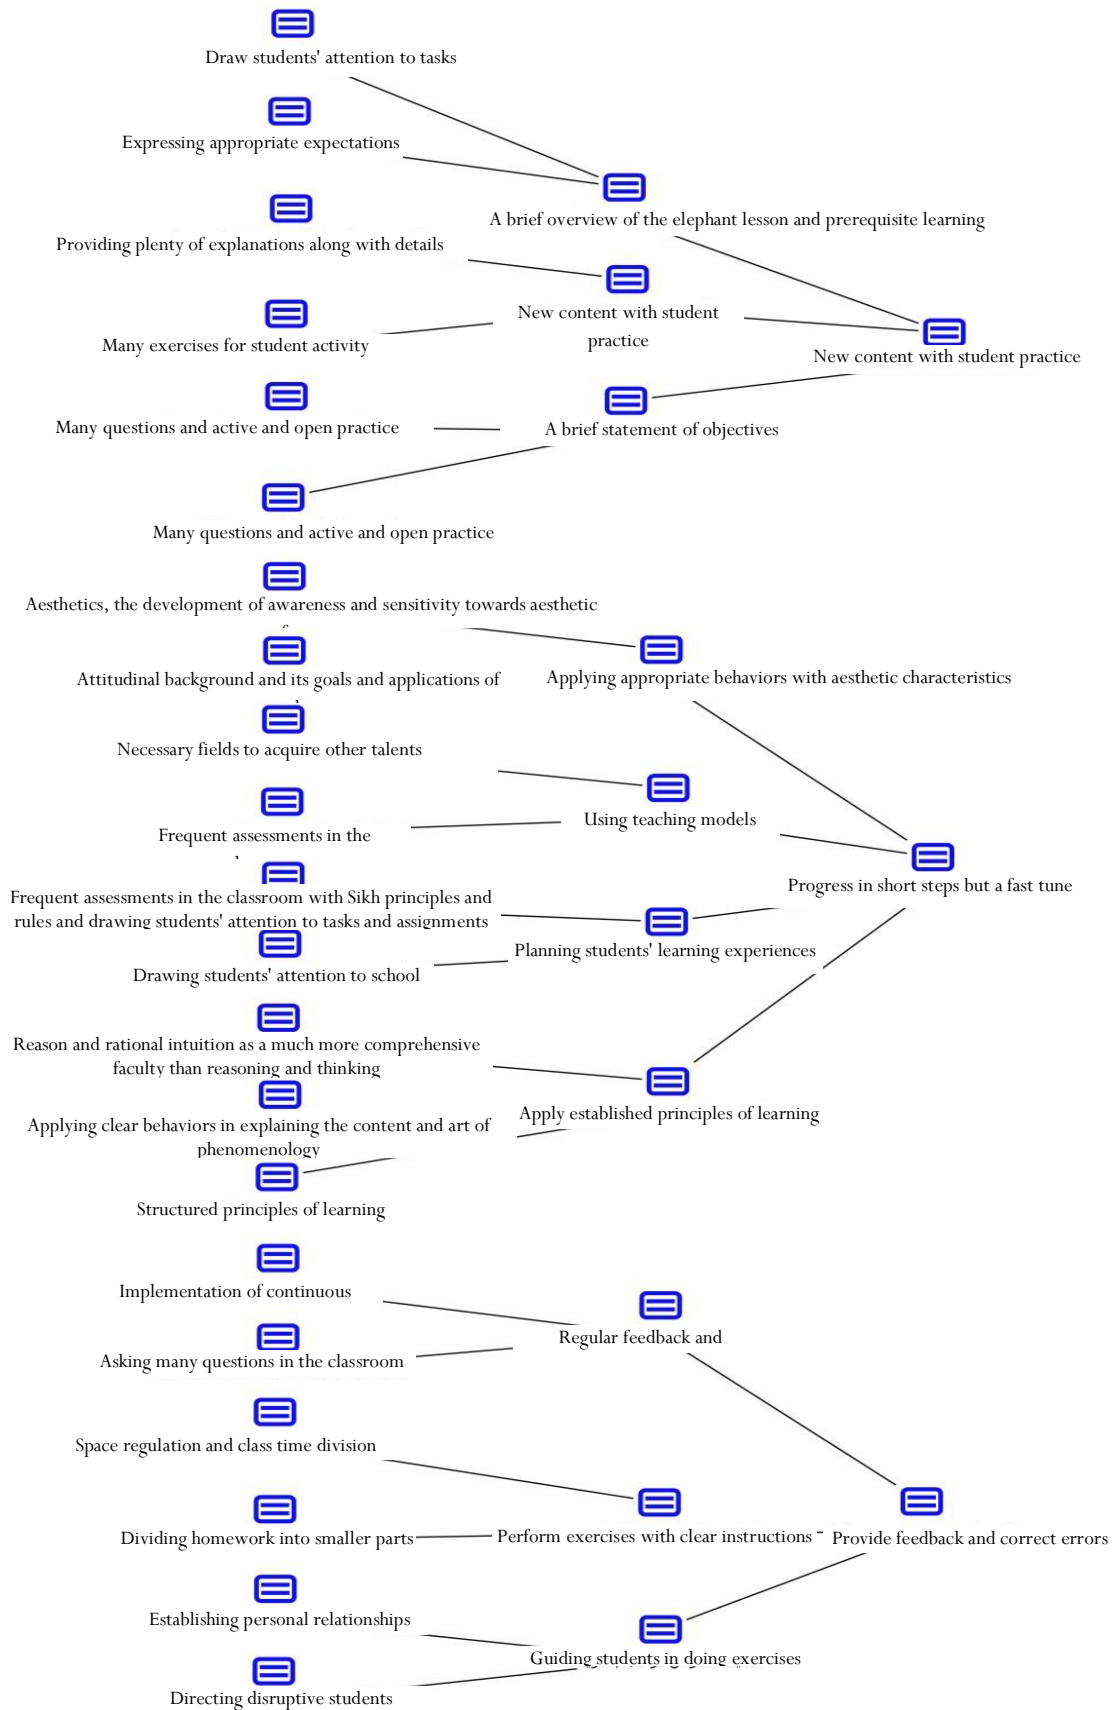 Draw students' attention to tasks
Expressing appropriate expectations
A brief overview of the elephant lesson and prerequisite learning
Providing plenty of explanations along with details
New content with student
practice
Many exercises for student activity
New content with student practice
Many questions and active and open practice
A brief statement of objectives
Many questions and active and open practice
Aesthetics, the development of awareness and sensitivity towards aesthetic
Attitudinal background and its goals and applications of
Applying appropriate behaviors with aesthetic characteristics
Necessary fields to acquire other talents
Using teaching models
Frequent assessments in the
Progress in short steps but a fast tune
Frequent assessments in the classroom with Sikh principles and
rules and drawing students' attention to tasks and assignments
Planning students' learning experiences
Drawing students' attention to school
Reason and rational intuition as a much more comprehensive
faculty than reasoning and thinking
Apply established principles of learning
Applying clear behaviors in explaining the content and art of
phenomenology
Structured principles of learning
Implementation of continuous
Regular feedback and
Asking many questions in the classroom
Space regulation and class time division
Dividing homework into smaller parts
Perform exercises with clear instructions
Provide feedback and correct errors
Establishing personal relationships
Guiding students in doing exercises
Directing disruptive students